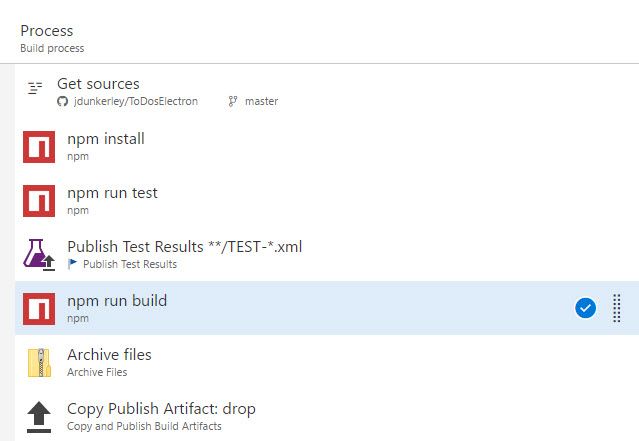 Process
Build process
Get sources
jdunkerley/ToDosElectron master
npm install
npm
npm run test
npm
Publish Test Results **/TEST-*.xml
Publish Test Results
npm run build
npm
Archive files
Archive Files
Copy Publish Artifact: drop
Copy and Publish Build Artifacts